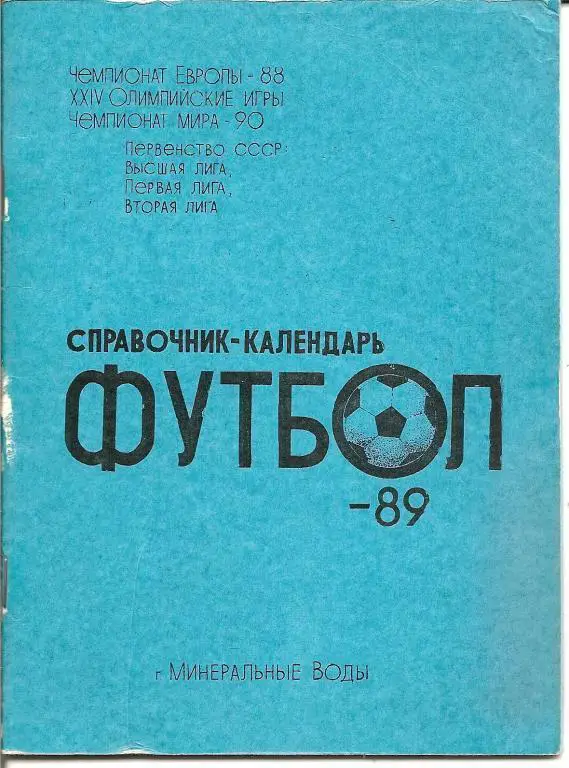 Чемпионат Европы - 88
XXIV Олимпийские игры
Чемпионат мира - 90
Первенство СССР:
Высшая лига,
Первая лига,
Вторая лига
СПРАВОЧНИК-КАЛЕНДАРЬ
ФУТБОЛ
-89
г. Минеральные Воды